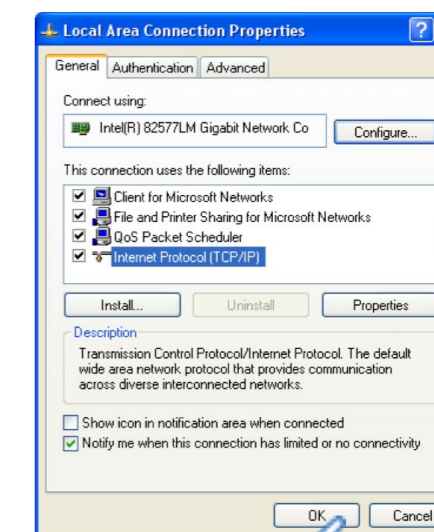 Local Area Connection Properties
?
General Authentication Advanced
Connect using:
Intel(R) 82577LM Gigabit Network Co Configure...
This connection uses the following items:
Client for Microsoft Networks
File and Printer Sharing for Microsoft Networks
QoS Packet Scheduler
Internet Protocol (TCP/IP)
Install... Uninstall Properties
Description
Transmission Control Protocol/Internet Protocol. The default
wide area network protocol that provides communication
across diverse interconnected networks.
Show icon in notification area when connected
Notify me when this connection has limited or no connectivity
OK Cancel